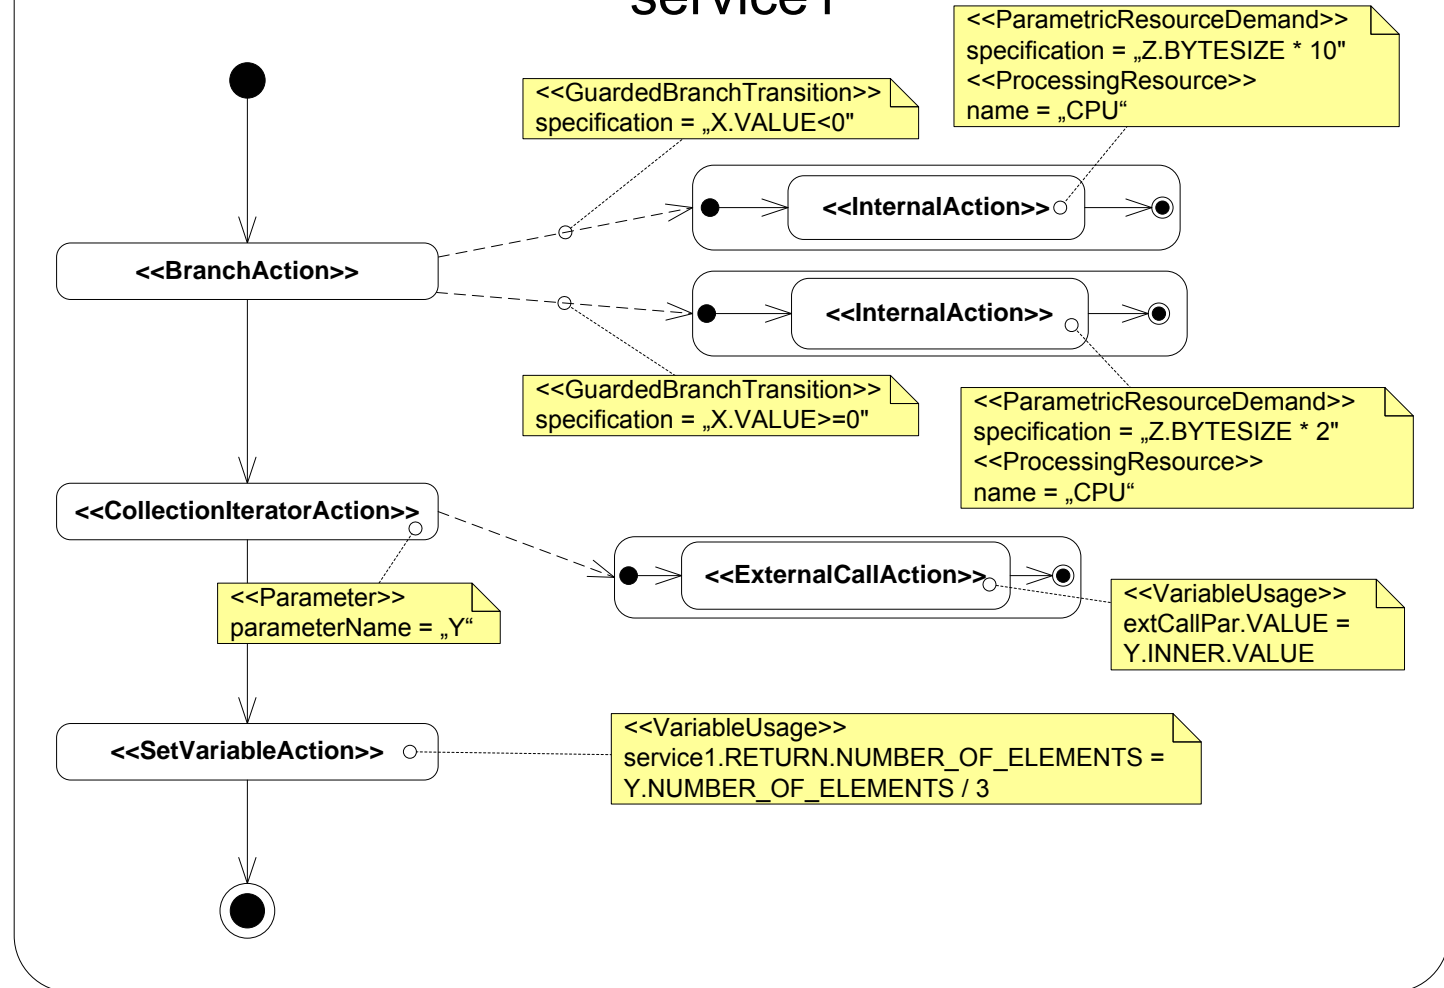 service1
<<ParametricResourceDemand>>
specification = „Z.BYTESIZE * 10"
<<ProcessingResource>>
name = „CPU“
<<GuardedBranchTransition>>
specification = „X.VALUE<0"
<<InternalAction>>
<<BranchAction>>
<<InternalAction>>
<<GuardedBranchTransition>>
specification = „X.VALUE>=0"
<<ParametricResourceDemand>>
specification = „Z.BYTESIZE * 2"
<<ProcessingResource>>
name = „CPU“
<<CollectionIteratorAction>>
<<ExternalCallAction>>
<<Parameter>>
parameterName = „Y“
<<VariableUsage>>
extCallPar.VALUE =
Y.INNER.VALUE
<<SetVariableAction>>
<<VariableUsage>>
service1.RETURN.NUMBER_OF_ELEMENTS =
Y.NUMBER_OF_ELEMENTS / 3